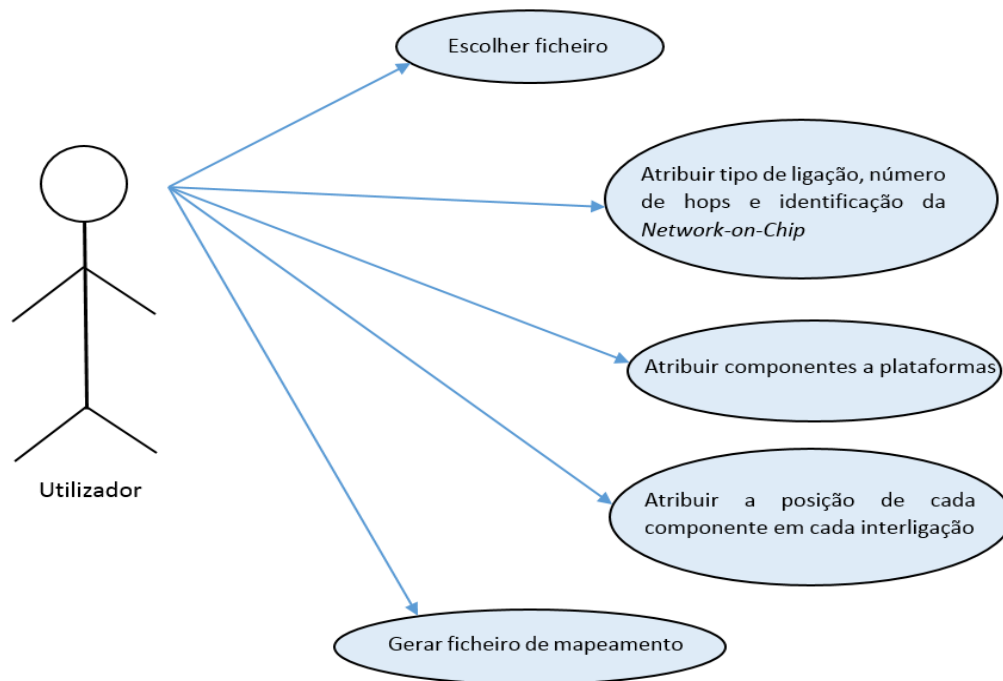 Escolher ficheiro
Atribuir tipo de ligação, número
de hops e identificação da
Network-on-Chip
Atribuir componentes a plataformas
Utilizador
Atribuir a posição de cada
componente em cada interligação
Gerar ficheiro de mapeamento